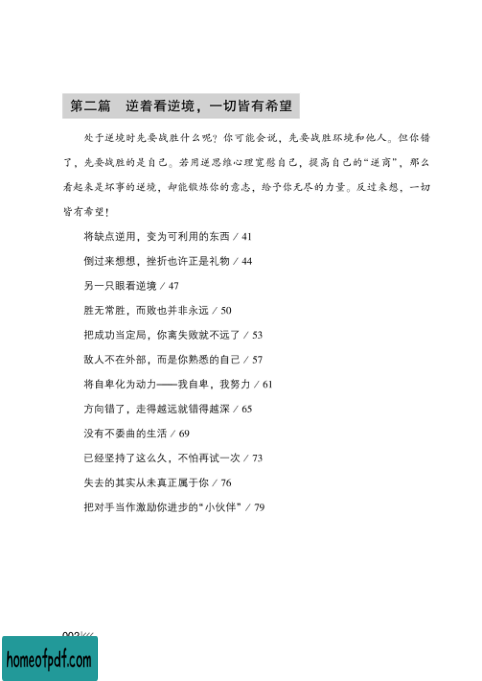 第二篇　逆着看逆境，一切皆有希望
处于逆境时先要战胜什么呢？你可能会说，先要战胜环境和他人。但你错
了，先要战胜的是自己。若用逆思维心理宽慰自己，提高自己的“逆商”，那么
看起来是坏事的逆境，却能锻炼你的意志，给予你无尽的力量。反过来想，一切
皆有希望！
将缺点逆用，变为可利用的东西 / 41
倒过来想想，挫折也许正是礼物 / 44
另一只眼看逆境 / 47
胜无常胜，而败也并非永远 / 50
把成功当定局，你离失败就不远了 / 53
敌人不在外部，而是你熟悉的自己 / 57
将自卑化为动力——我自卑，我努力 / 61
方向错了，走得越远就错得越深 / 65
没有不委曲的生活 / 69
已经坚持了这么久，不怕再试一次 / 73
失去的其实从未真正属于你 / 76
把对手当作激励你进步的“小伙伴” / 79
002
homeofpdf.com